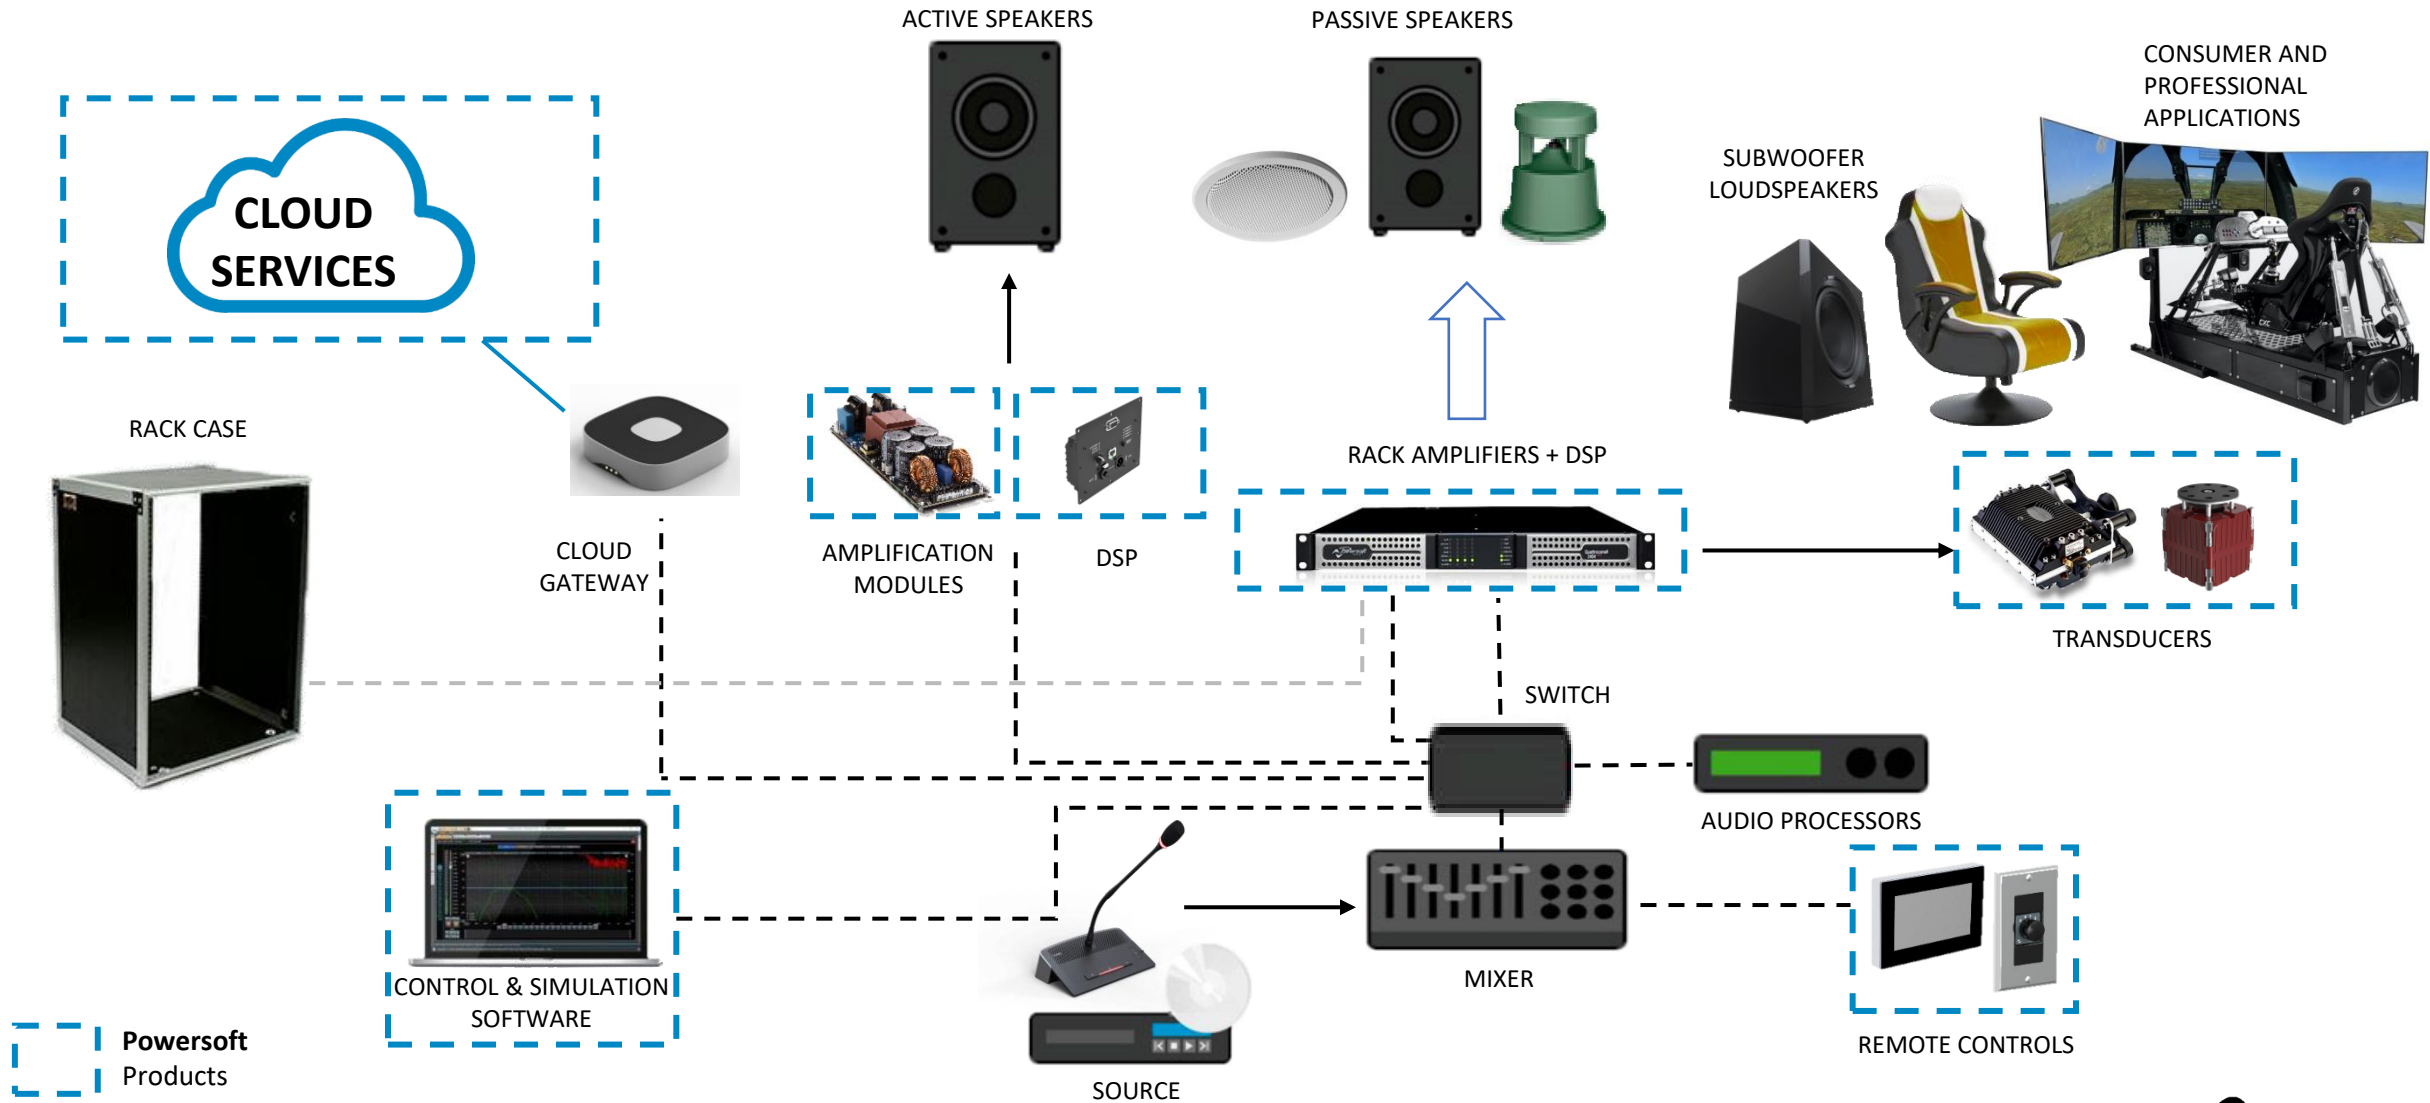 ACTIVE SPEAKERS
PASSIVE SPEAKERS
CONSUMER AND
PROFESSIONAL
APPLICATIONS
SUBWOOFER
LOUDSPEAKERS
CLOUD
SERVICES
RACK CASE
RACK AMPLIFIERS + DSP
CLOUD
GATEWAY
AMPLIFICATION
MODULES
DSP
TRANSDUCERS
SWITCH
AUDIO PROCESSORS
CONTROL & SIMULATION
SOFTWARE
MIXER
REMOTE CONTROLS
Powersoft
Products
SOURCE